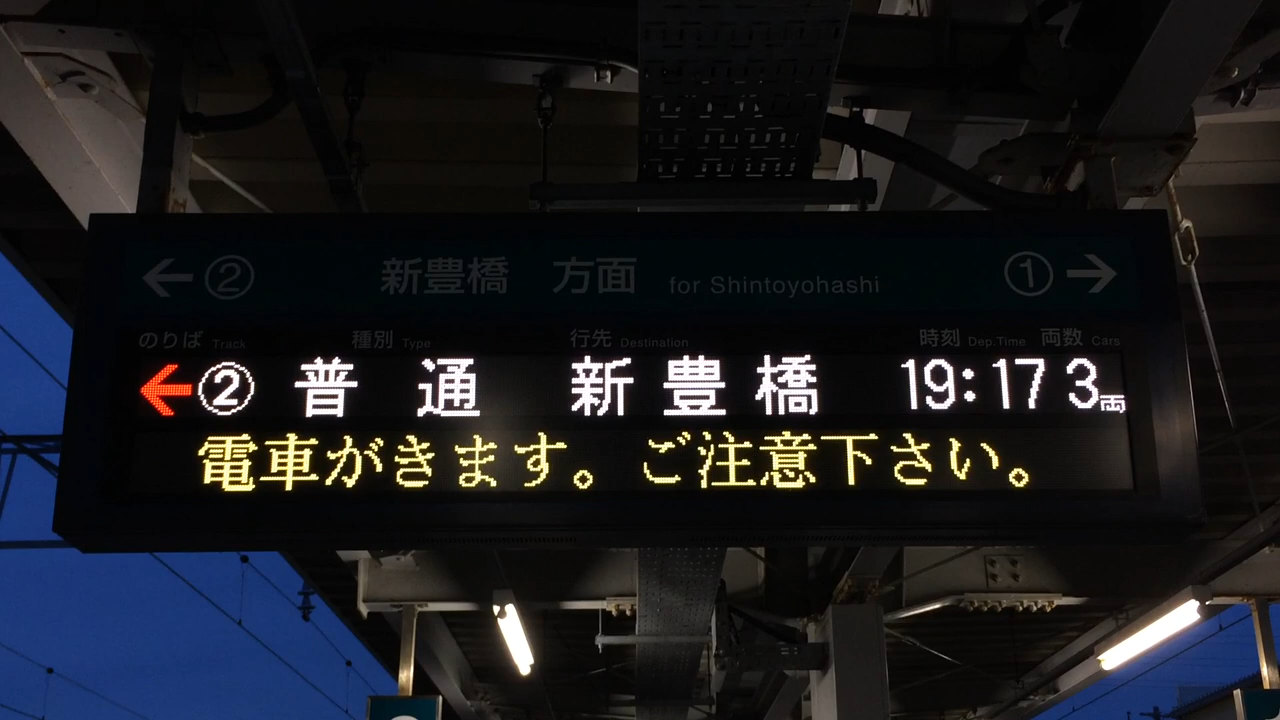 ← ② 新豊橋 方面 for Shintoyohashi ① →
のりば Track 種別 Type 行先 Destination 時刻 Dep.Time 両数 Cars
← ② 普通 新豊橋 19:17 3両
電車がきます。ご注意下さい。